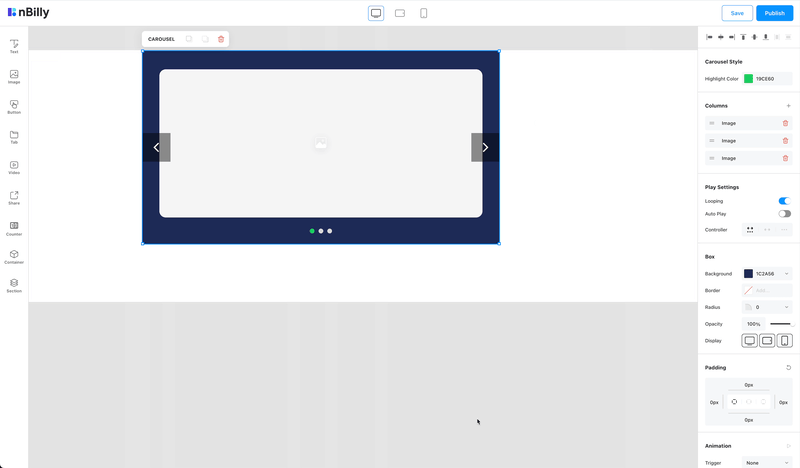 nBilly
Save
Publish
CAROUSEL
Text
Image
Button
Tab
Video
Share
Counter
Container
Section
Carousel Style
Highlight Color
19CE60
Columns
Image
Image
Image
Play Settings
Looping
Auto Play
Controller
Box
Background
1C2A56
Border
Add..
Radius
0
Opacity
100%
Display
Padding
0px
0px
0px
0px
Animation
Trigger
None